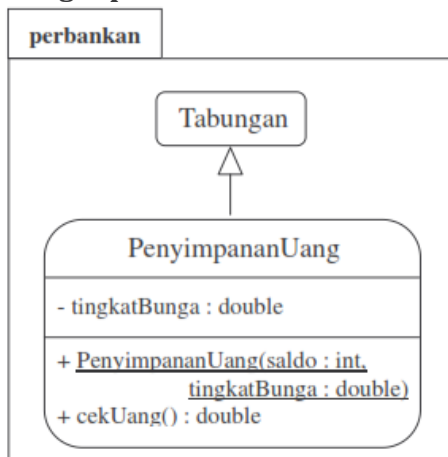 perbankan
Tabungan
PenyimpananUang
- tingkatBunga : double
+ PenyimpananUang(saldo : int,
tingkatBunga : double)
+ cekUang() : double